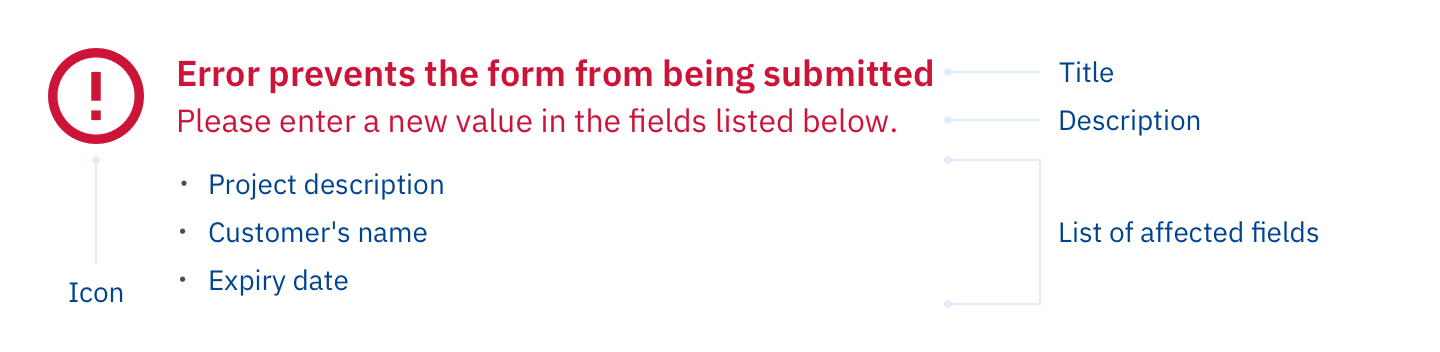 Error prevents the form from being submitted
Title
Please enter a new value in the fields listed below.
Description
• Project description
• Customer's name
List of affected fields
• Expiry date
Icon